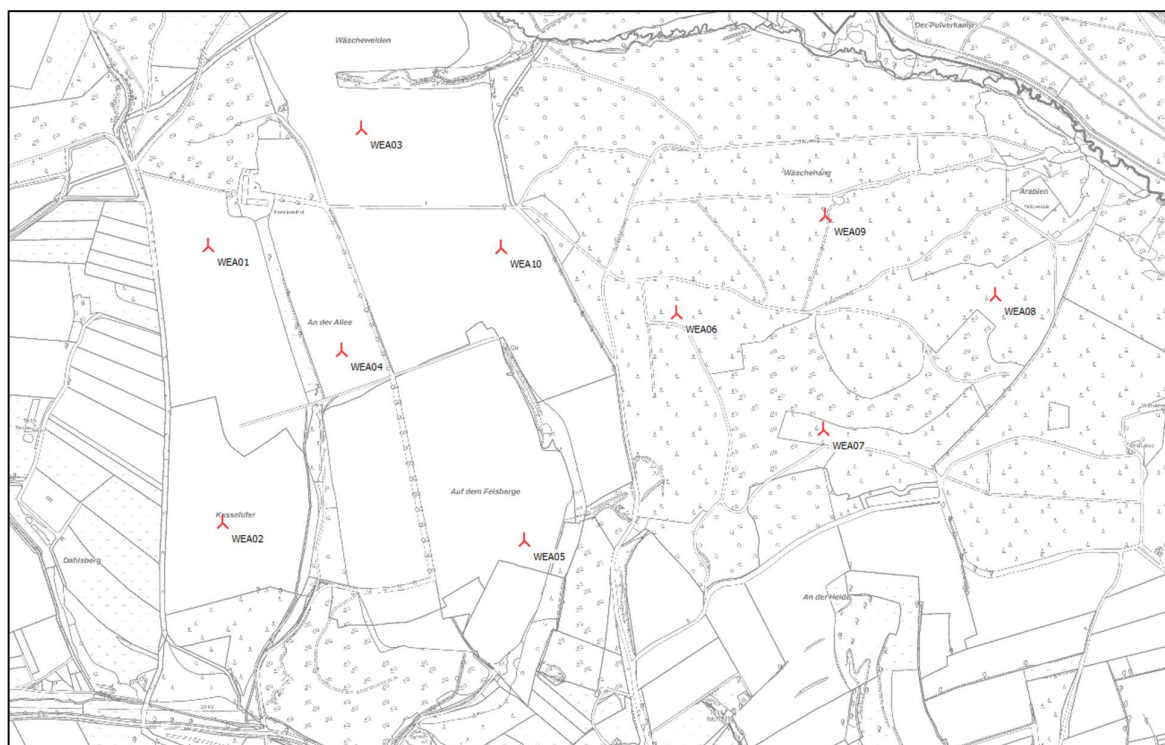 Der Pulverkamp
Wäschewelden
WEA03
Wäschehang
Arabien
WEA09
WEA01
WEA10
WEA08
An der Allee
WEA06
WEA04
WEA07
Auf dem Felsberge
Kesselufer
WEA02
WEA05
Dahlsberg
An der Heide